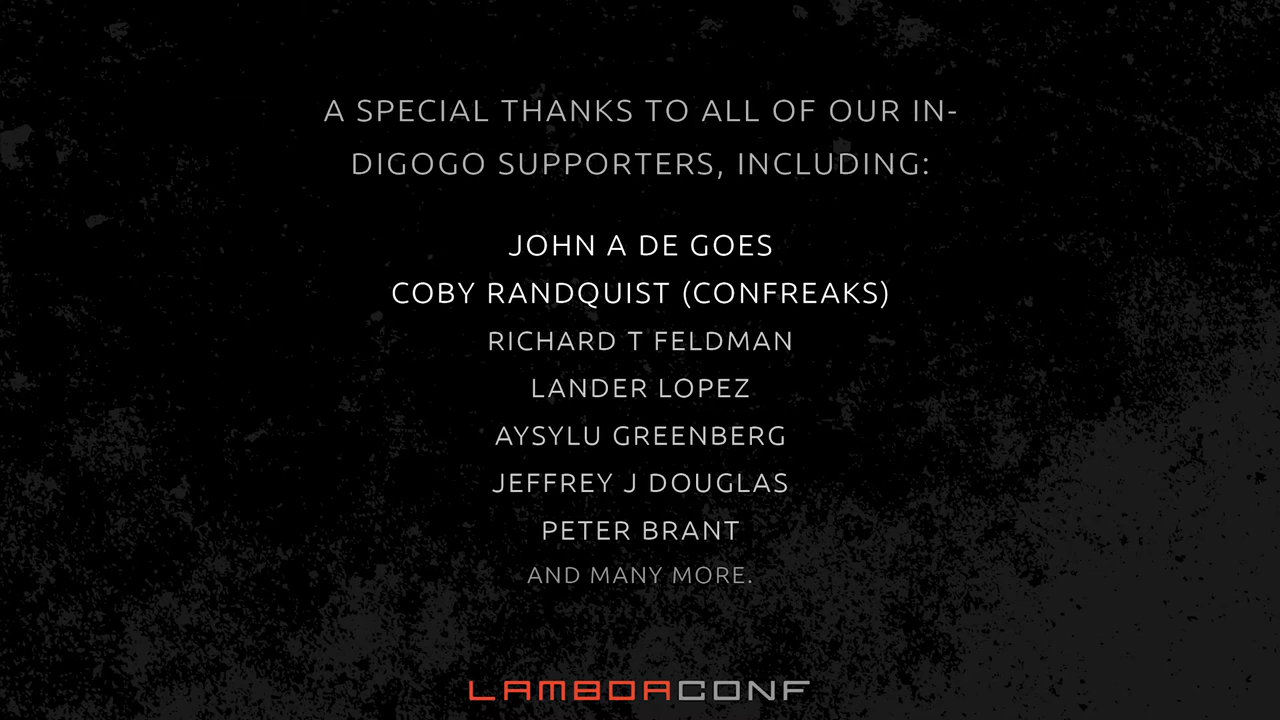 A SPECIAL THANKS TO ALL OF OUR IN-
DIGOGO SUPPORTERS, INCLUDING:
JOHN A DE GOES
COBY RANDQUIST (CONFREAKS)
RICHARD T FELDMAN
LANDER LOPEZ
AYSYLU GREENBERG
JEFFREY J DOUGLAS
PETER BRANT
AND MANY MORE.
LAMBDACONF